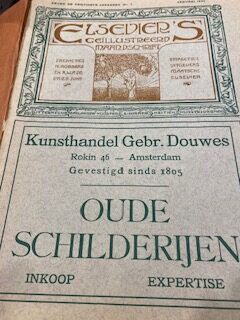 ELSEVIER'S
GEÏLLUSTREERD
MAANDSCHRIFT
Kunsthandel Gebr. Douwes
Rokin 46 — Amsterdam
Gevestigd sinds 1805
OUDE
SCHILDERIJEN
INKOOP EXPERTISE